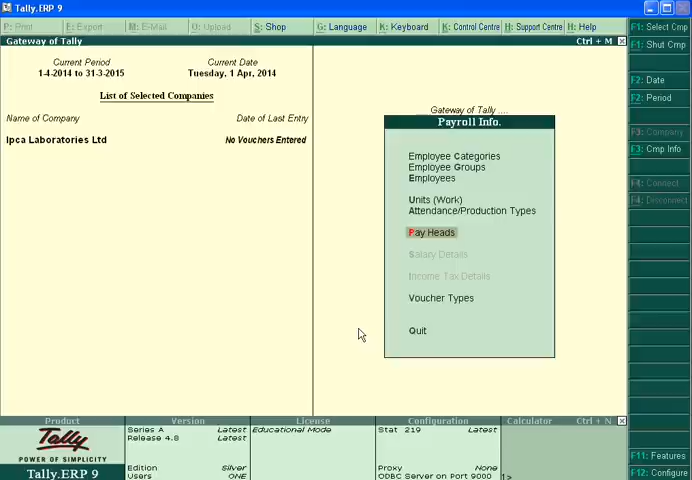 Tally.ERP 9
P: Print
E: Export
M: E-Mail
O: Upload
S: Shop
G: Language
K: Keyboard
K: Control Centre
H: Support Centre
H: Help
F1: Select Cmp
F1: Shut Cmp
F2: Date
F2: Period
F3: Company
F3: Cmp Info
F4: Connect
F4: Disconnect
F11: Features
F12: Configure
Gateway of Tally
Ctrl + M
Current Period
1-4-2014 to 31-3-2015
Current Date
Tuesday, 1 Apr, 2014
List of Selected Companies
Name of Company
Date of Last Entry
Ipca Laboratories Ltd
No Vouchers Entered
Gateway of Tally ....
Payroll Info.
Employee Categories
Employee Groups
Employees
Units (Work)
Attendance/Production Types
Pay Heads
Salary Details
Income Tax Details
Voucher Types
Quit
Product
Version
License
Configuration
Calculator
Ctrl + N
Tally
POWER OF SIMPLICITY
Tally.ERP 9
Series A Latest
Release 4.8 Latest
Edition Silver
Users ONE
Educational Mode
Stat 219 Latest
Proxy None
ODBC Server on Port 9000
1>